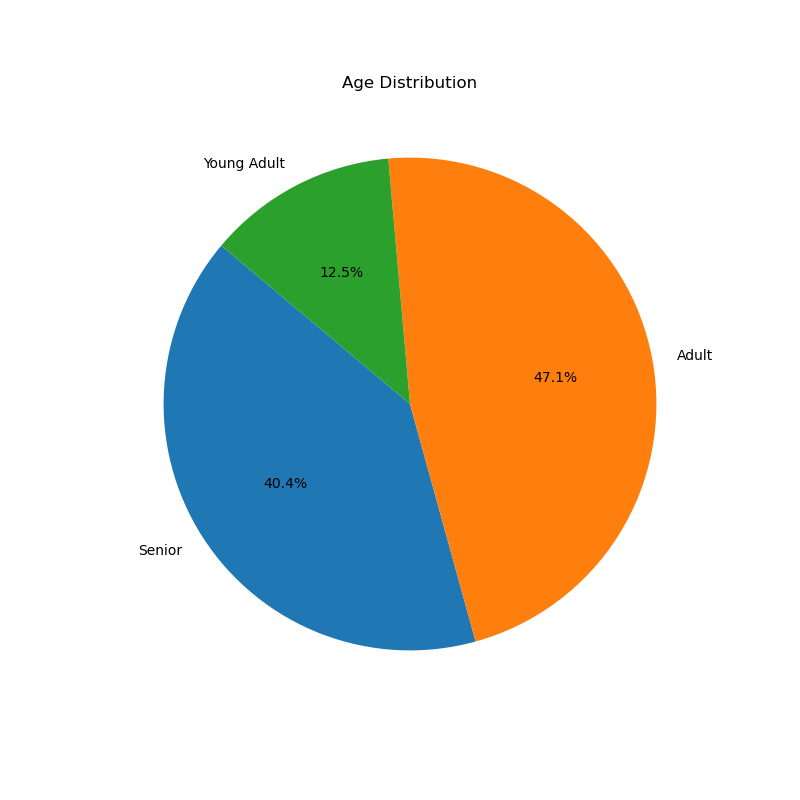 Age Distribution
Young Adult
12.5%
Adult
47.1%
40.4%
Senior